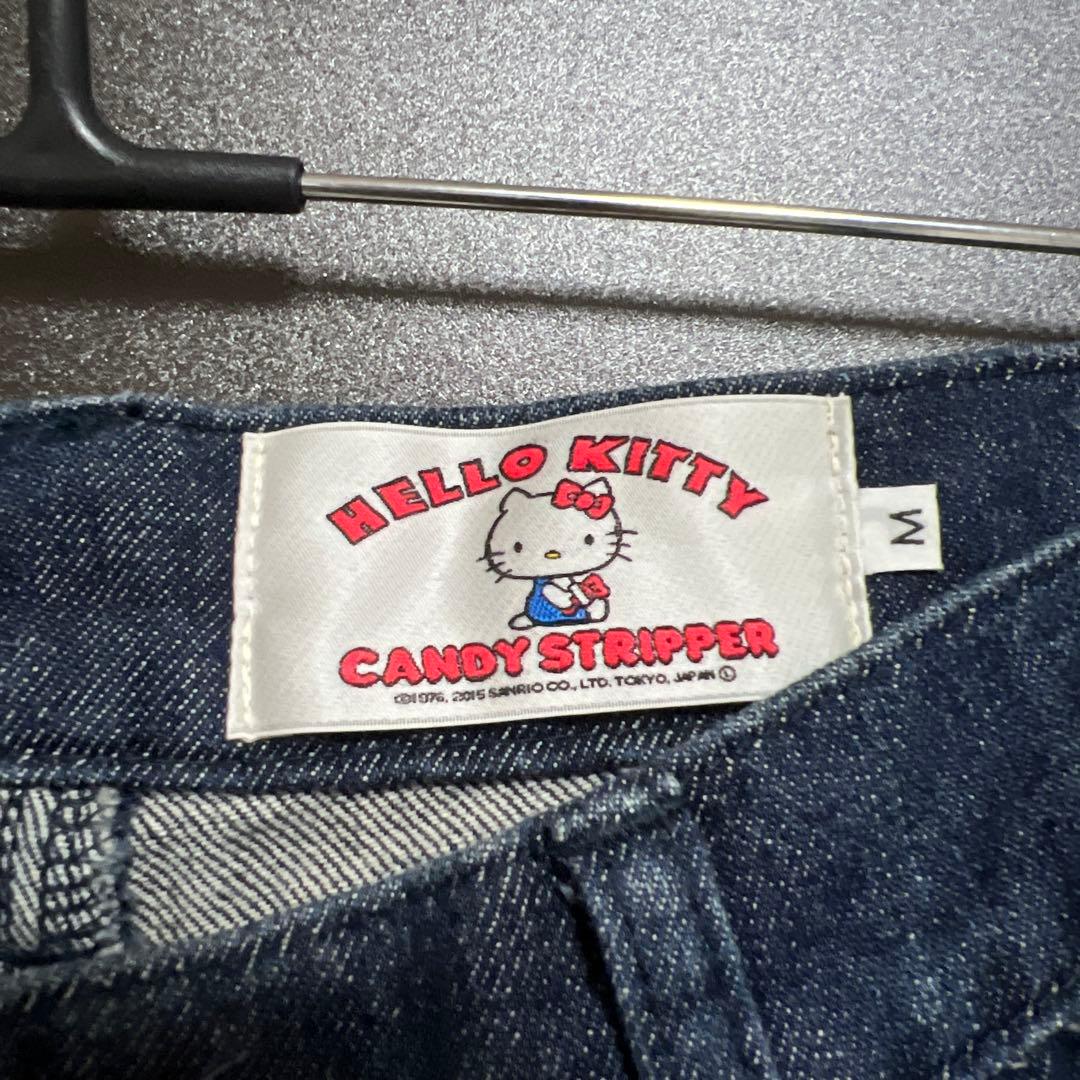 HELLO KITTY
M
CANDY STRIPPER
©1976, 2015 SANRIO CO., LTD. TOKYO, JAPAN Ⓛ